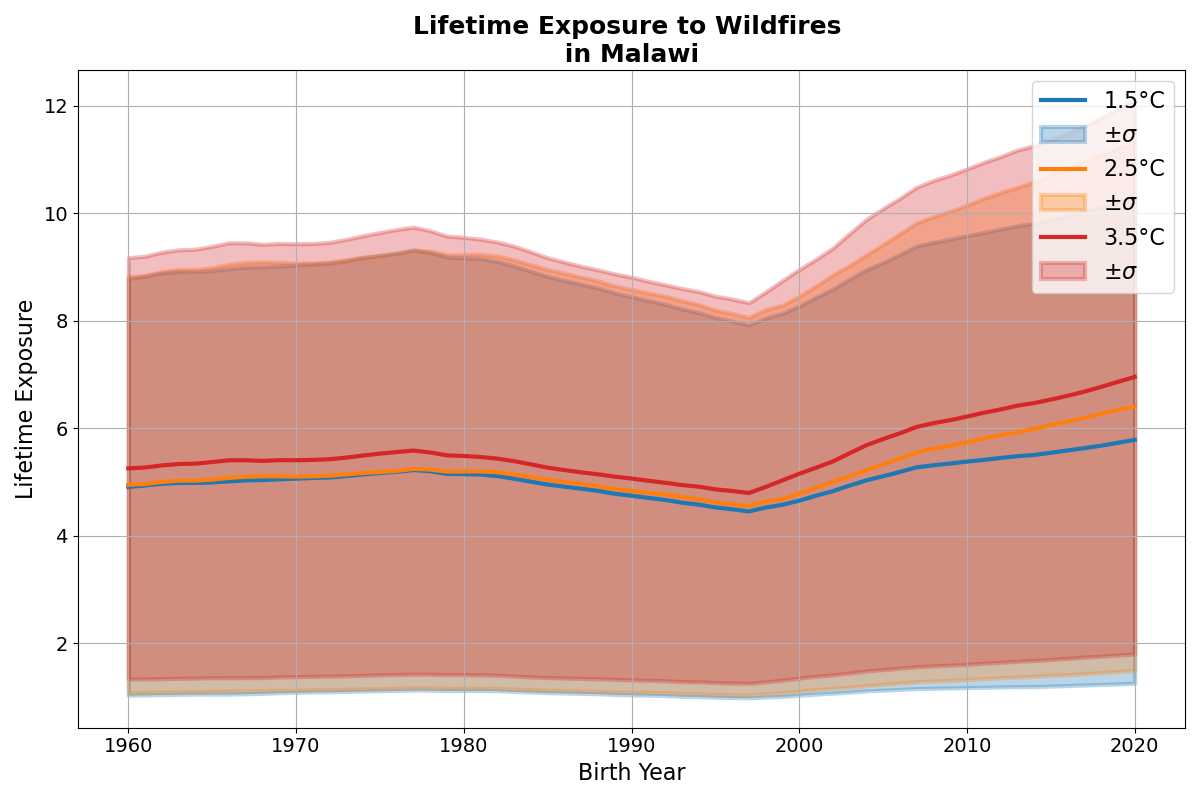 Lifetime Exposure to Wildfires
in Malawi
Lifetime Exposure
12
10
8
6
4
2
1960
1970
1980
1990
2000
2010
2020
Birth Year
1.5°C
±σ
2.5°C
±σ
3.5°C
±σ